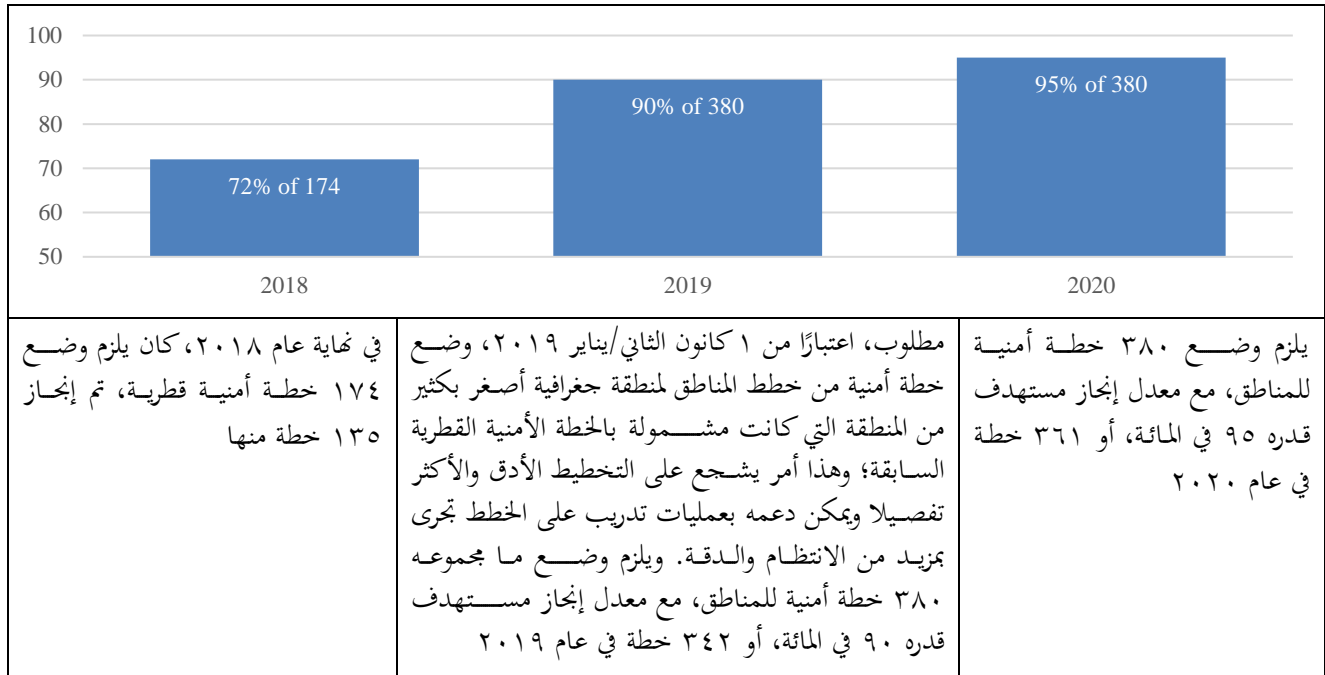 100
90
80
70
60
50
72% of 174
90% of 380
95% of 380
2018
2019
2020
في نهاية عام ٢٠١٨، كان يلزم وضع
١٧٤ خطة أمنية قطرية، تم إنجاز
١٣٥ خطة منها
مطلوب، اعتبارًا من ١ كانون الثاني/يناير ٢٠١٩، وضع
خطة أمنية من خطط المناطق لمنطقة جغرافية أصغر بكثير
من المنطقة التي كانت مشمولة بالخطة الأمنية القطرية
السابقة؛ وهذا أمر يشجع على التخطيط الأدق والأكثر
تفصيلا ويمكن دعمه بعمليات تدريب على الخطط تجرى
بمزيد من الانتظام والدقة. ويلزم وضع ما مجموعه
٣٨٠ خطة أمنية للمناطق، مع معدل إنجاز مستهدف
قدره ٩٠ في المائة، أو ٣٤٢ خطة في عام ٢٠١٩
يلزم وضع ٣٨٠ خطة أمنية
للمناطق، مع معدل إنجاز مستهدف
قدره ٩٥ في المائة، أو ٣٦١ خطة
في عام ٢٠٢٠